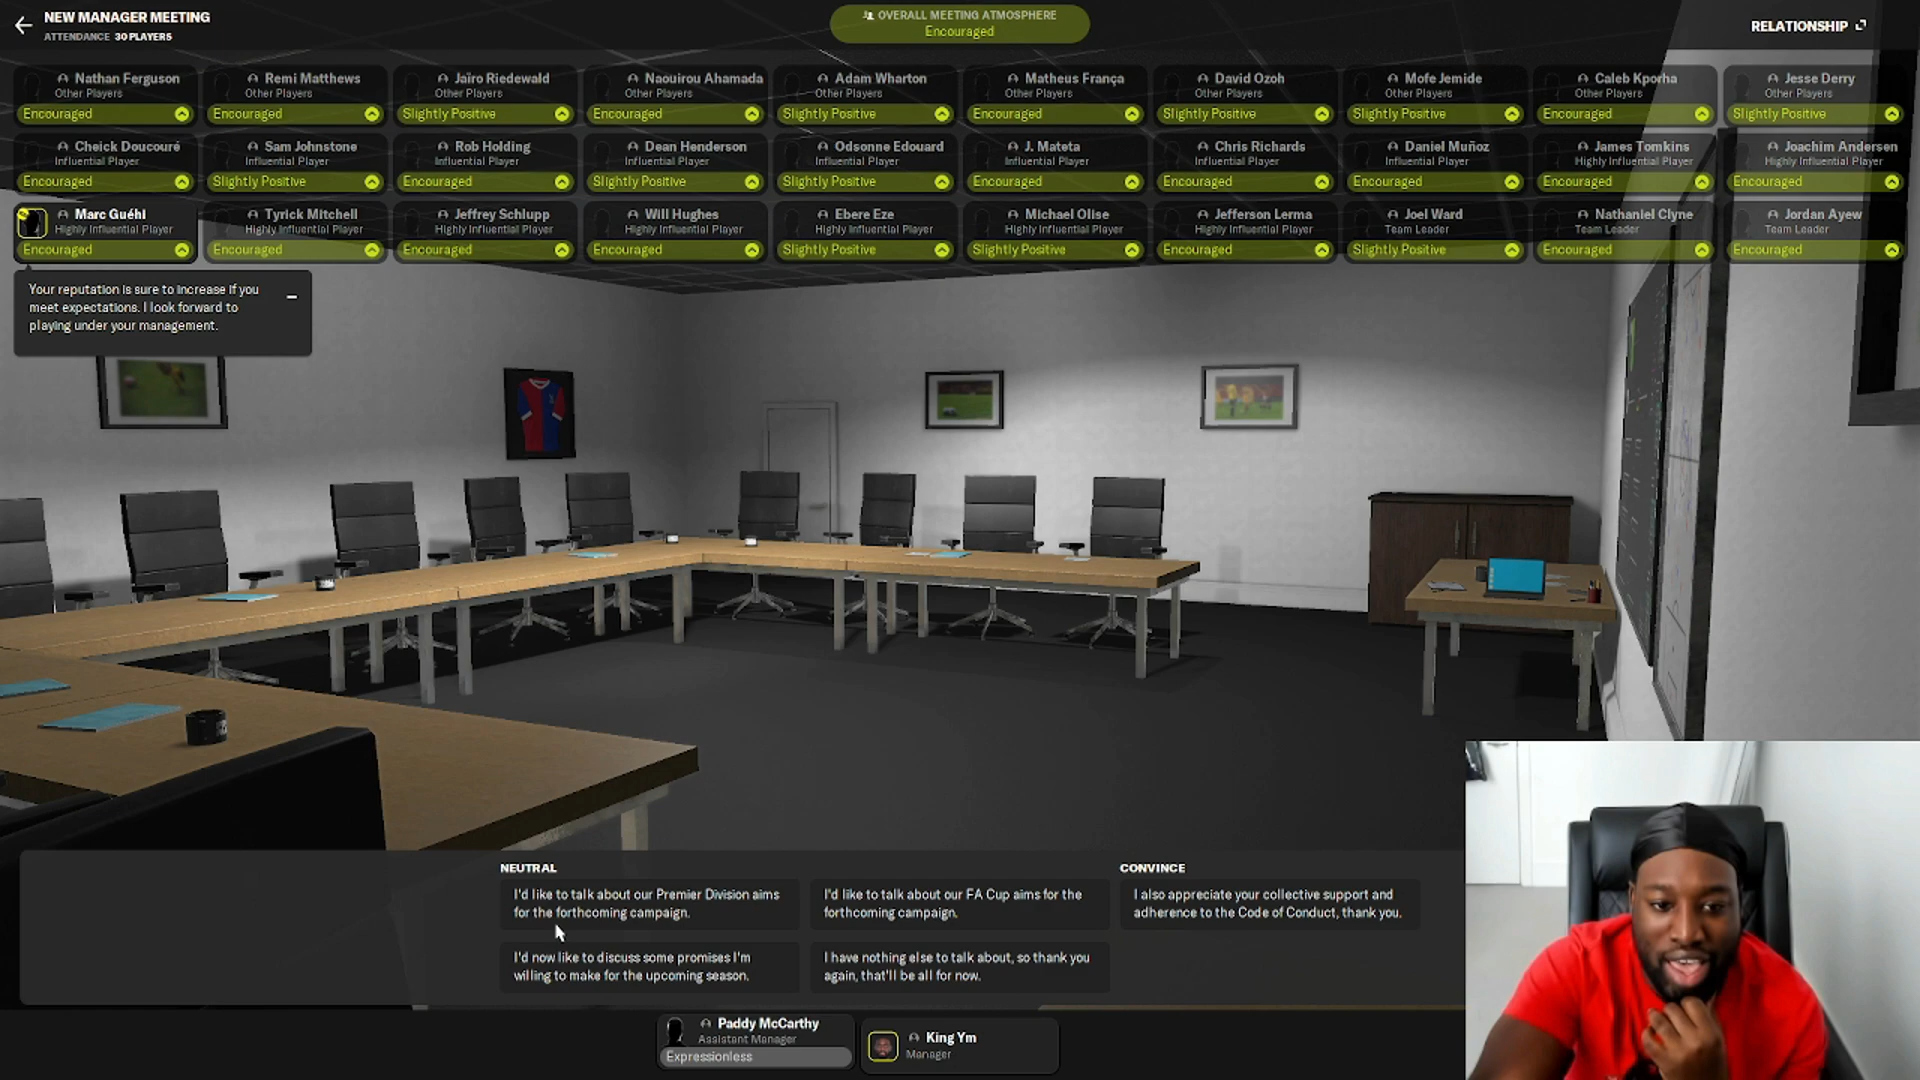 NEW MANAGER MEETING
ATTENDANCE 30 PLAYERS
OVERALL MEETING ATMOSPHERE
Encouraged
RELATIONSHIP
Nathan Ferguson
Other Players
Encouraged
Remi Matthews
Other Players
Encouraged
Jaïro Riedewald
Other Players
Slightly Positive
Naouirou Ahamada
Other Players
Encouraged
Adam Wharton
Other Players
Slightly Positive
Matheus França
Other Players
Encouraged
David Ozoh
Other Players
Slightly Positive
Mofe Jemide
Other Players
Slightly Positive
Caleb Kporha
Other Players
Encouraged
Jesse Derry
Other Players
Slightly Positive
Cheick Doucouré
Influential Player
Encouraged
Sam Johnstone
Influential Player
Slightly Positive
Rob Holding
Influential Player
Encouraged
Dean Henderson
Influential Player
Slightly Positive
Odsonne Edouard
Influential Player
Slightly Positive
J. Mateta
Influential Player
Encouraged
Chris Richards
Influential Player
Encouraged
Daniel Muñoz
Influential Player
Encouraged
James Tomkins
Highly Influential Player
Encouraged
Joachim Andersen
Highly Influential Player
Encouraged
Marc Guéhi
Highly Influential Player
Encouraged
Tyrick Mitchell
Highly Influential Player
Encouraged
Jeffrey Schlupp
Highly Influential Player
Encouraged
Will Hughes
Highly Influential Player
Encouraged
Ebere Eze
Highly Influential Player
Slightly Positive
Michael Olise
Highly Influential Player
Slightly Positive
Jefferson Lerma
Highly Influential Player
Encouraged
Joel Ward
Team Leader
Slightly Positive
Nathaniel Clyne
Team Leader
Encouraged
Jordan Ayew
Team Leader
Encouraged
Your reputation is sure to increase if you
meet expectations. I look forward to
playing under your management.
NEUTRAL
I'd like to talk about our Premier Division aims
for the forthcoming campaign.
I'd like to talk about our FA Cup aims for the
forthcoming campaign.
I'd now like to discuss some promises I'm
willing to make for the upcoming season.
I have nothing else to talk about, so thank you
again, that'll be all for now.
CONVINCE
I also appreciate your collective support and
adherence to the Code of Conduct, thank you.
Paddy McCarthy
Assistant Manager
Expressionless
King Ym
Manager